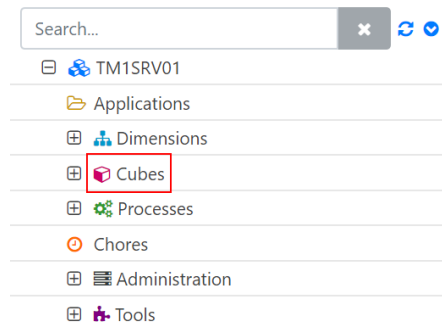 Search...
TM1SRV01
Applications
Dimensions
Cubes
Processes
Chores
Administration
Tools